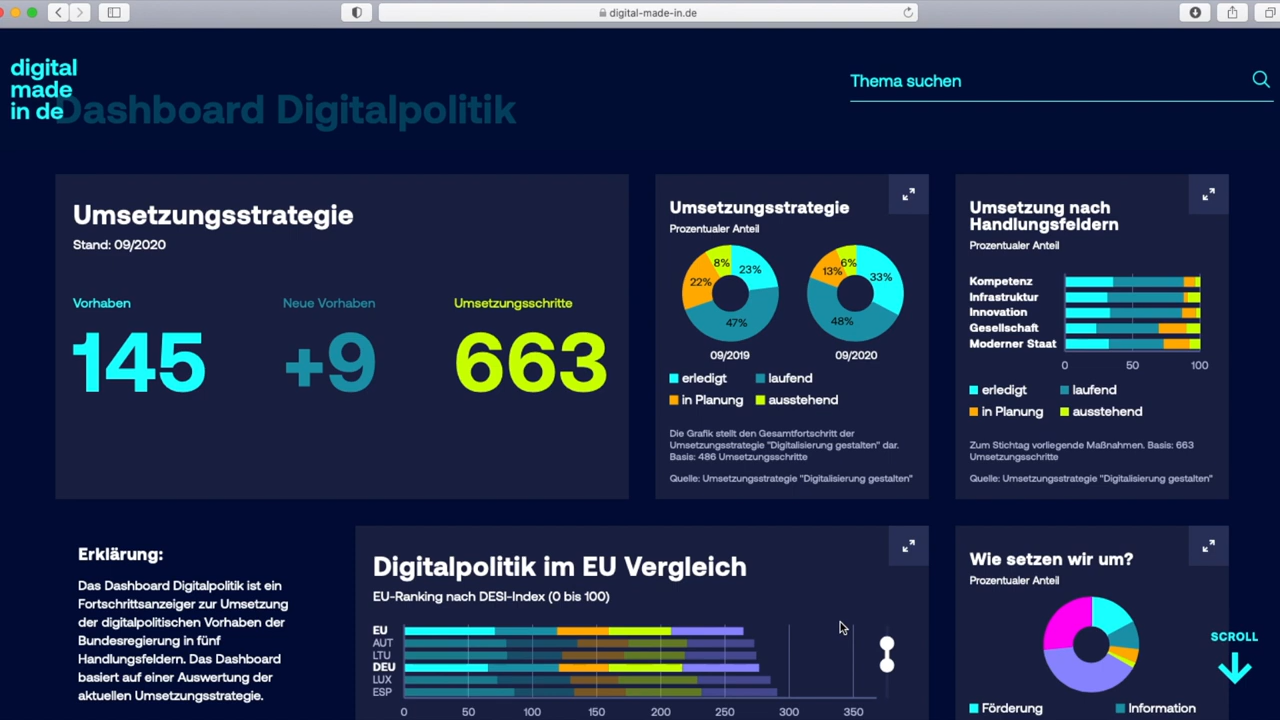 digital-made-in.de
digital
made
in de
Dashboard Digitalpolitik
Thema suchen
Umsetzungsstrategie
Stand: 09/2020
Vorhaben
Neue Vorhaben
Umsetzungsschritte
145
+9
663
Umsetzungsstrategie
Prozentualer Anteil
8%
23%
22%
47%
6%
13%
33%
48%
09/2019
09/2020
erledigt
laufend
in Planung
ausstehend
Die Grafik stellt den Gesamtfortschritt der
Umsetzungsstrategie "Digitalisierung gestalten" dar.
Basis: 486 Umsetzungsschritte
Quelle: Umsetzungsstrategie "Digitalisierung gestalten"
Umsetzung nach
Handlungsfeldern
Prozentualer Anteil
Kompetenz
Infrastruktur
Innovation
Gesellschaft
Moderner Staat
0 50 100
erledigt
laufend
in Planung
ausstehend
Zum Stichtag vorliegende Maßnahmen. Basis: 663
Umsetzungsschritte
Quelle: Umsetzungsstrategie "Digitalisierung gestalten"
Erklärung:
Das Dashboard Digitalpolitik ist ein
Fortschrittsanzeiger zur Umsetzung
der digitalpolitischen Vorhaben der
Bundesregierung in fünf
Handlungsfeldern. Das Dashboard
basiert auf einer Auswertung der
aktuellen Umsetzungsstrategie.
Digitalpolitik im EU Vergleich
EU-Ranking nach DESI-Index (0 bis 100)
EU
AUT
LTU
DEU
LUX
ESP
0 50 100 150 200 250 300 350
Wie setzen wir um?
Prozentualer Anteil
Förderung
Information
SCROLL